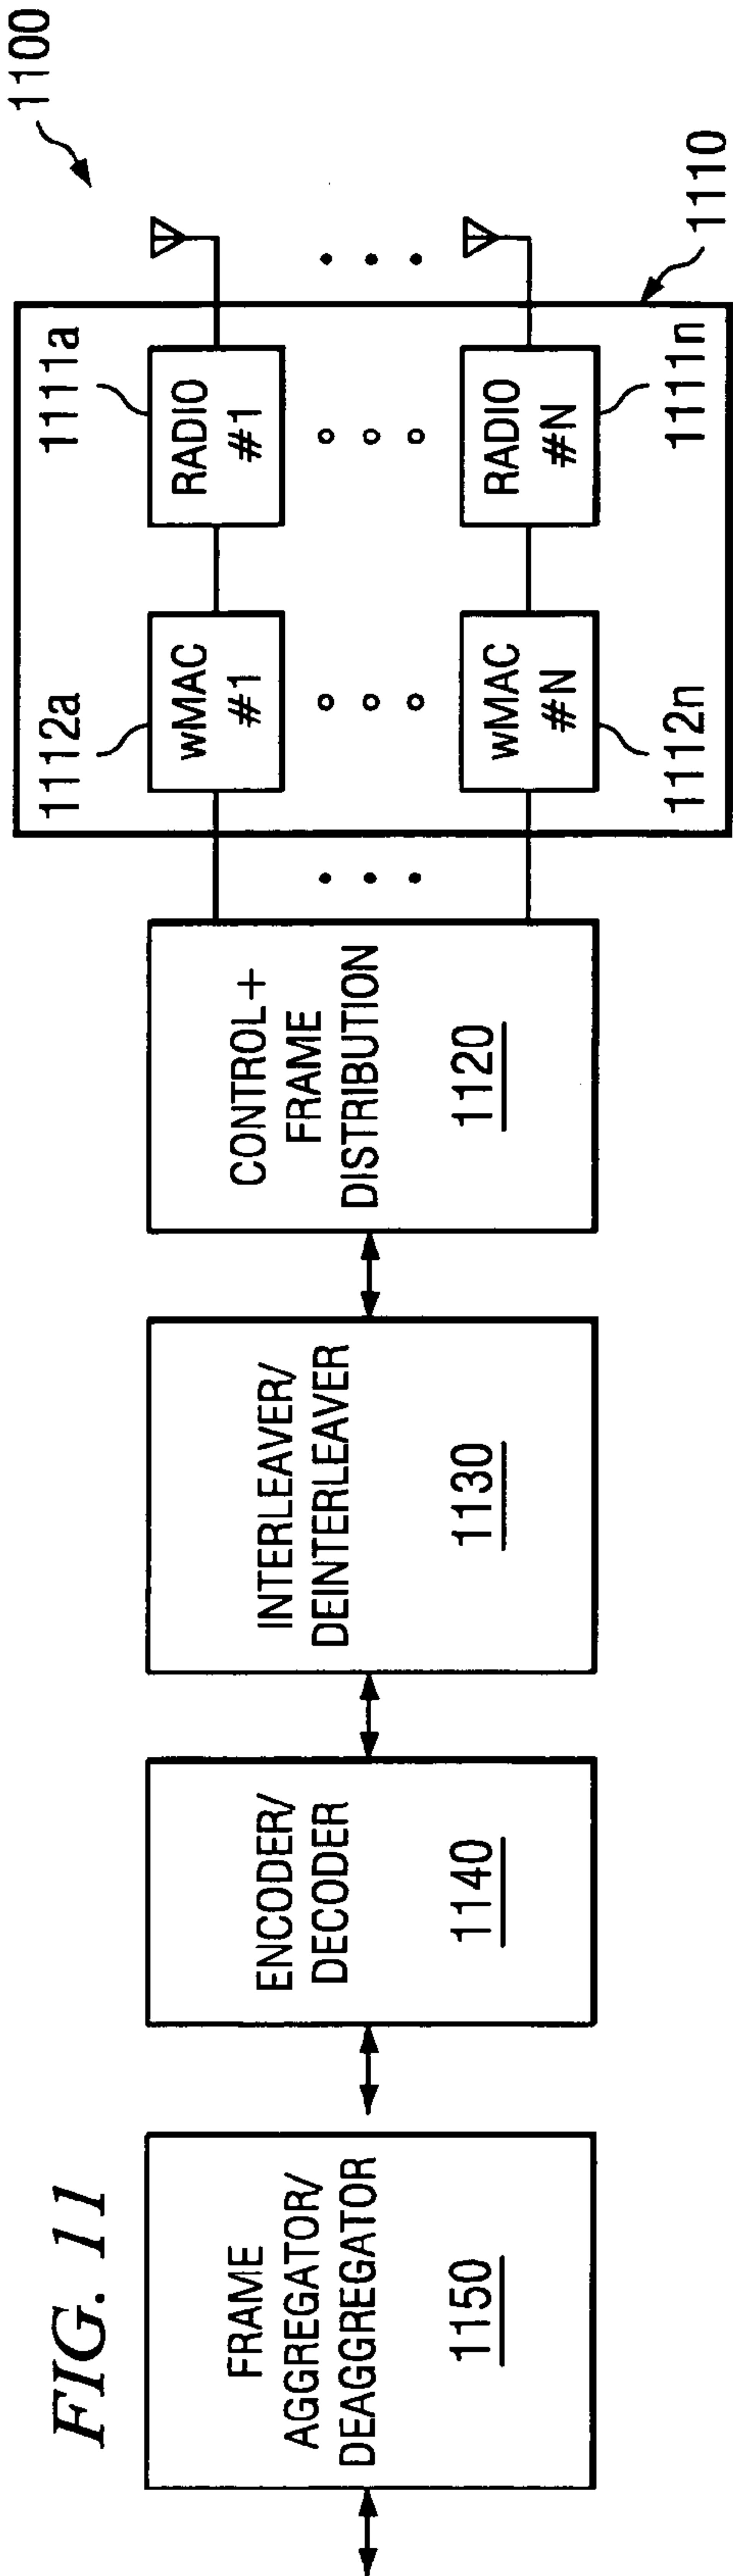 FIG. 11
FRAME
AGGREGATOR/
DEAGGREGATOR
1150
ENCODER/
DECODER
1140
INTERLEAVER/
DEINTERLEAVER
1130
CONTROL+
FRAME
DISTRIBUTION
1120
1112a
wMAC
#1
wMAC
#N
1112n
1111a
RADIO
#1
RADIO
#N
1111n
1110
1100